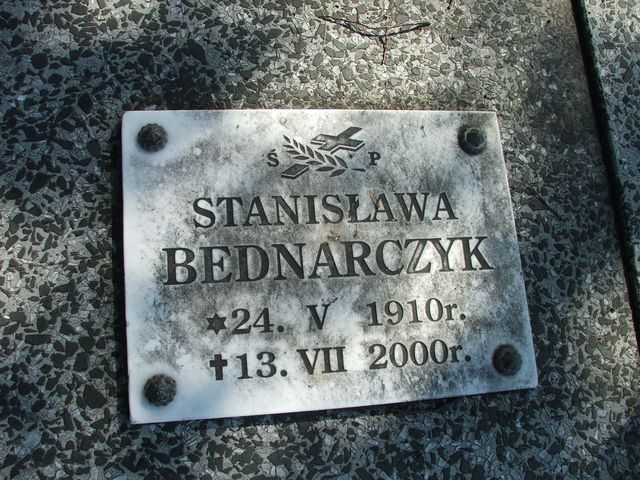 Ś P
STANISŁAWA
BEDNARCZYK
✶24. V 1910r.
✝13. VII 2000r.